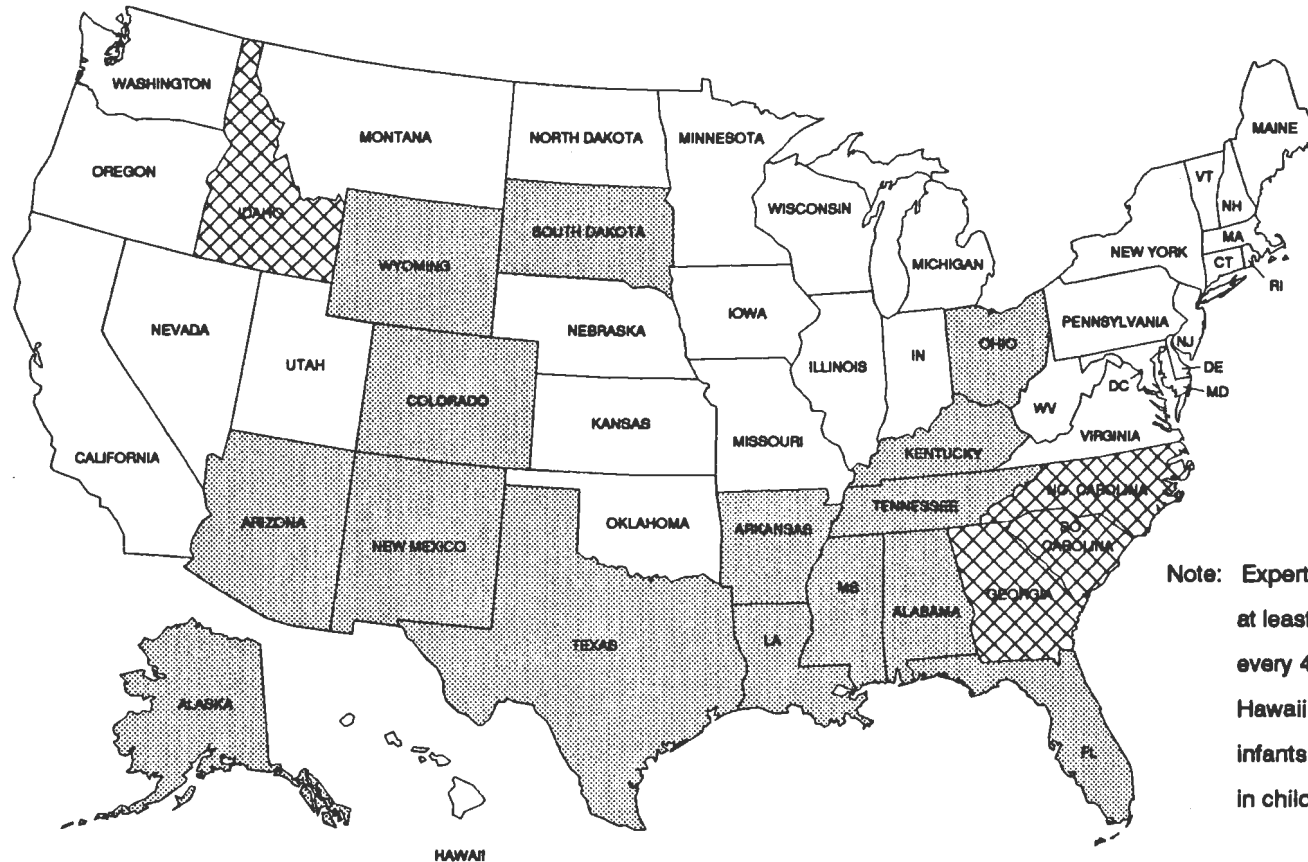 WASHINGTON
MONTANA
NORTH DAKOTA
MINNESOTA
MAINE
OREGON
IDAHO
WYOMING
SOUTH DAKOTA
WISCONSIN
MICHIGAN
VT
NH
NEW YORK
MA
CT
RI
NEVADA
UTAH
COLORADO
NEBRASKA
IOWA
ILLINOIS
IN
OHIO
PENNSYLVANIA
NJ
DE
MD
DC
WV
VIRGINIA
CALIFORNIA
KANSAS
MISSOURI
KENTUCKY
ARIZONA
NEW MEXICO
OKLAHOMA
ARKANSAS
TENNESSEE
NO. CAROLINA
SO.
CAROLINA
GEORGIA
ALABAMA
MS
LA
TEXAS
FL
ALASKA
HAWAII
Note: Expert
at least
every 4
Hawaii
infants
in chilc